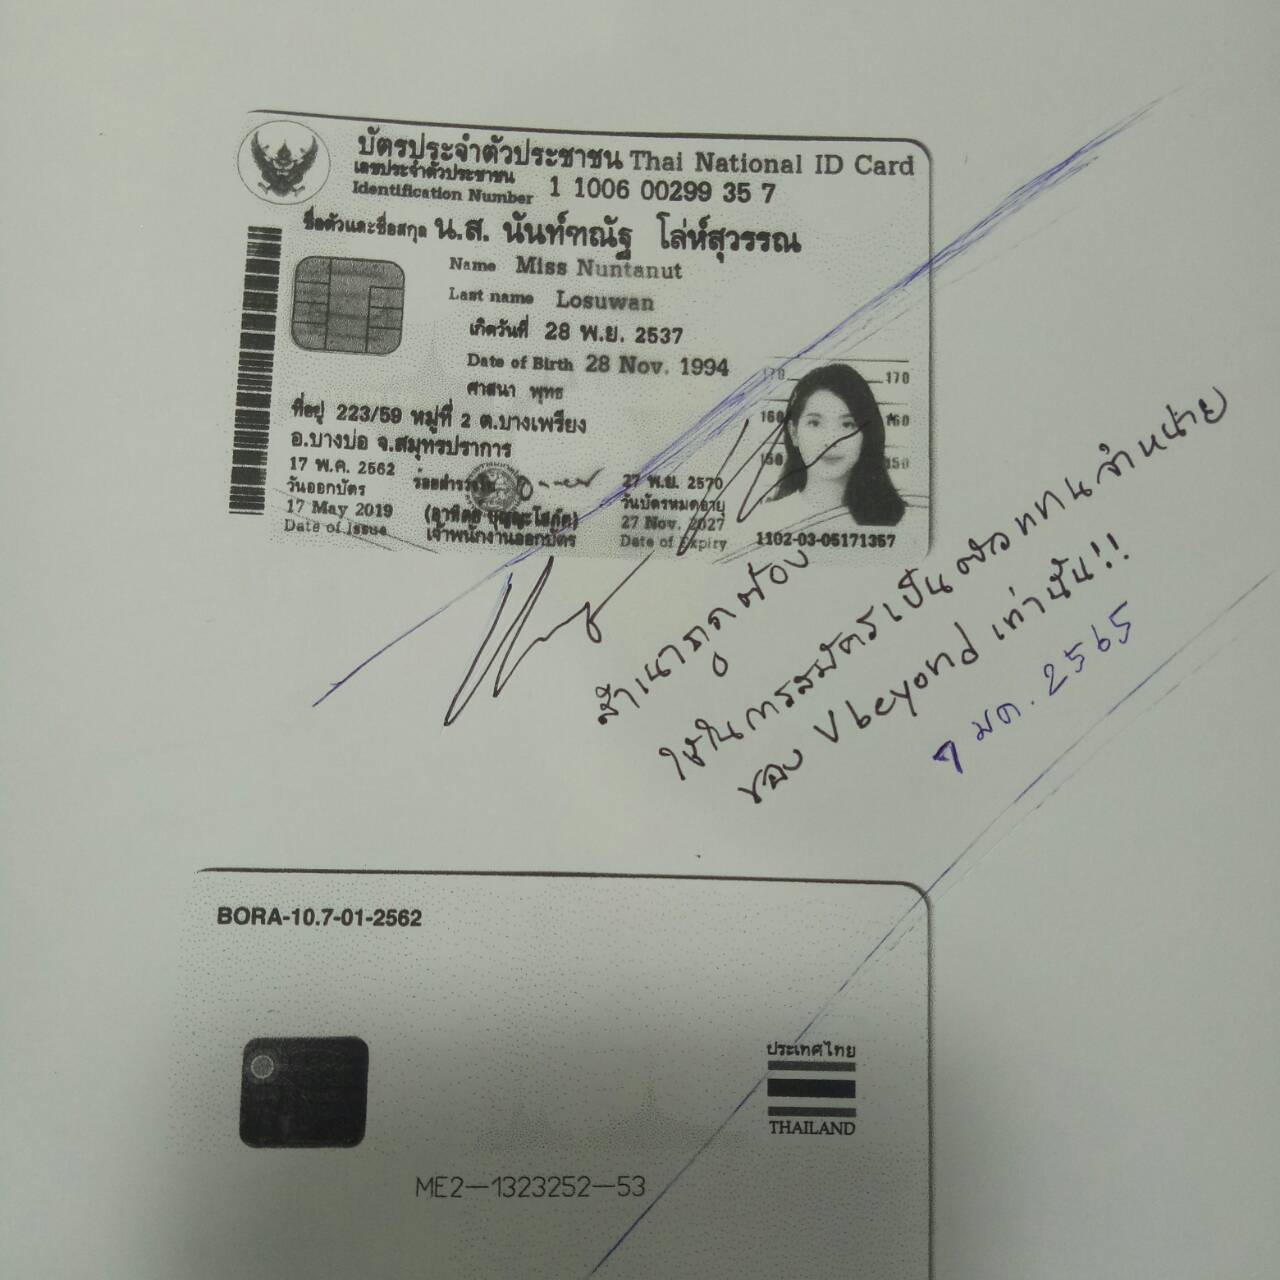 บัตรประจำตัวประชาชน Thai National ID Card
เลขประจำตัวประชาชน
Identification Number 1 1006 00299 35 7
ชื่อตัวและชื่อสกุล น.ส. นันท์ฑณัฐ โล่ห์สุวรรณ
Name Miss Nuntanut
Last name Losuwan
เกิดวันที่ 28 พ.ย. 2537
Date of Birth 28 Nov. 1994
ศาสนา พุทธ
ที่อยู่ 223/59 หมู่ที่ 2 ต.บางเพรียง
อ.บางบ่อ จ.สมุทรปราการ
17 พ.ค. 2562
วันออกบัตร
17 May 2019
Date of Issue
ร้อยตำรวจโท
เจ้าพนักงานออกบัตร
27 พ.ย. 2570
วันบัตรหมดอายุ
27 Nov. 2027
Date of Expiry
170 170
160 160
150 150
1102-03-05171357
สำเนาถูกต้อง
ใช้ในการสมัครเป็นตัวแทนจำหน่าย
ของ Vbeyond เท่านั้น!!
7 มค. 2565
BORA-10.7-01-2562
ประเทศไทย
THAILAND
ME2-1323252-53